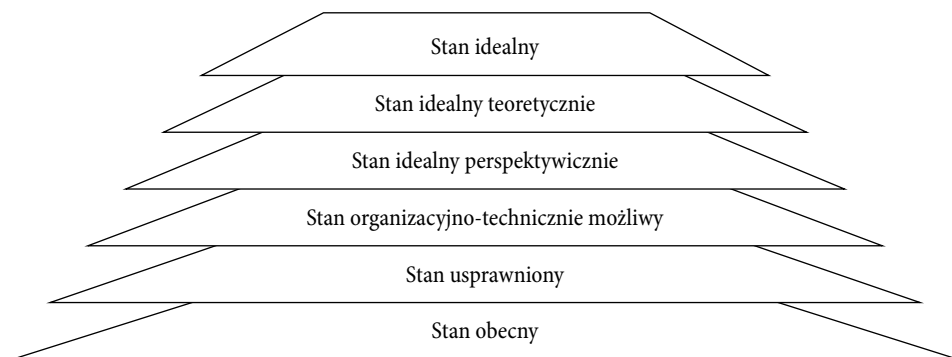 Stan idealny
Stan idealny teoretycznie
Stan idealny perspektywicznie
Stan organizacyjno-technicznie możliwy
Stan usprawniony
Stan obecny